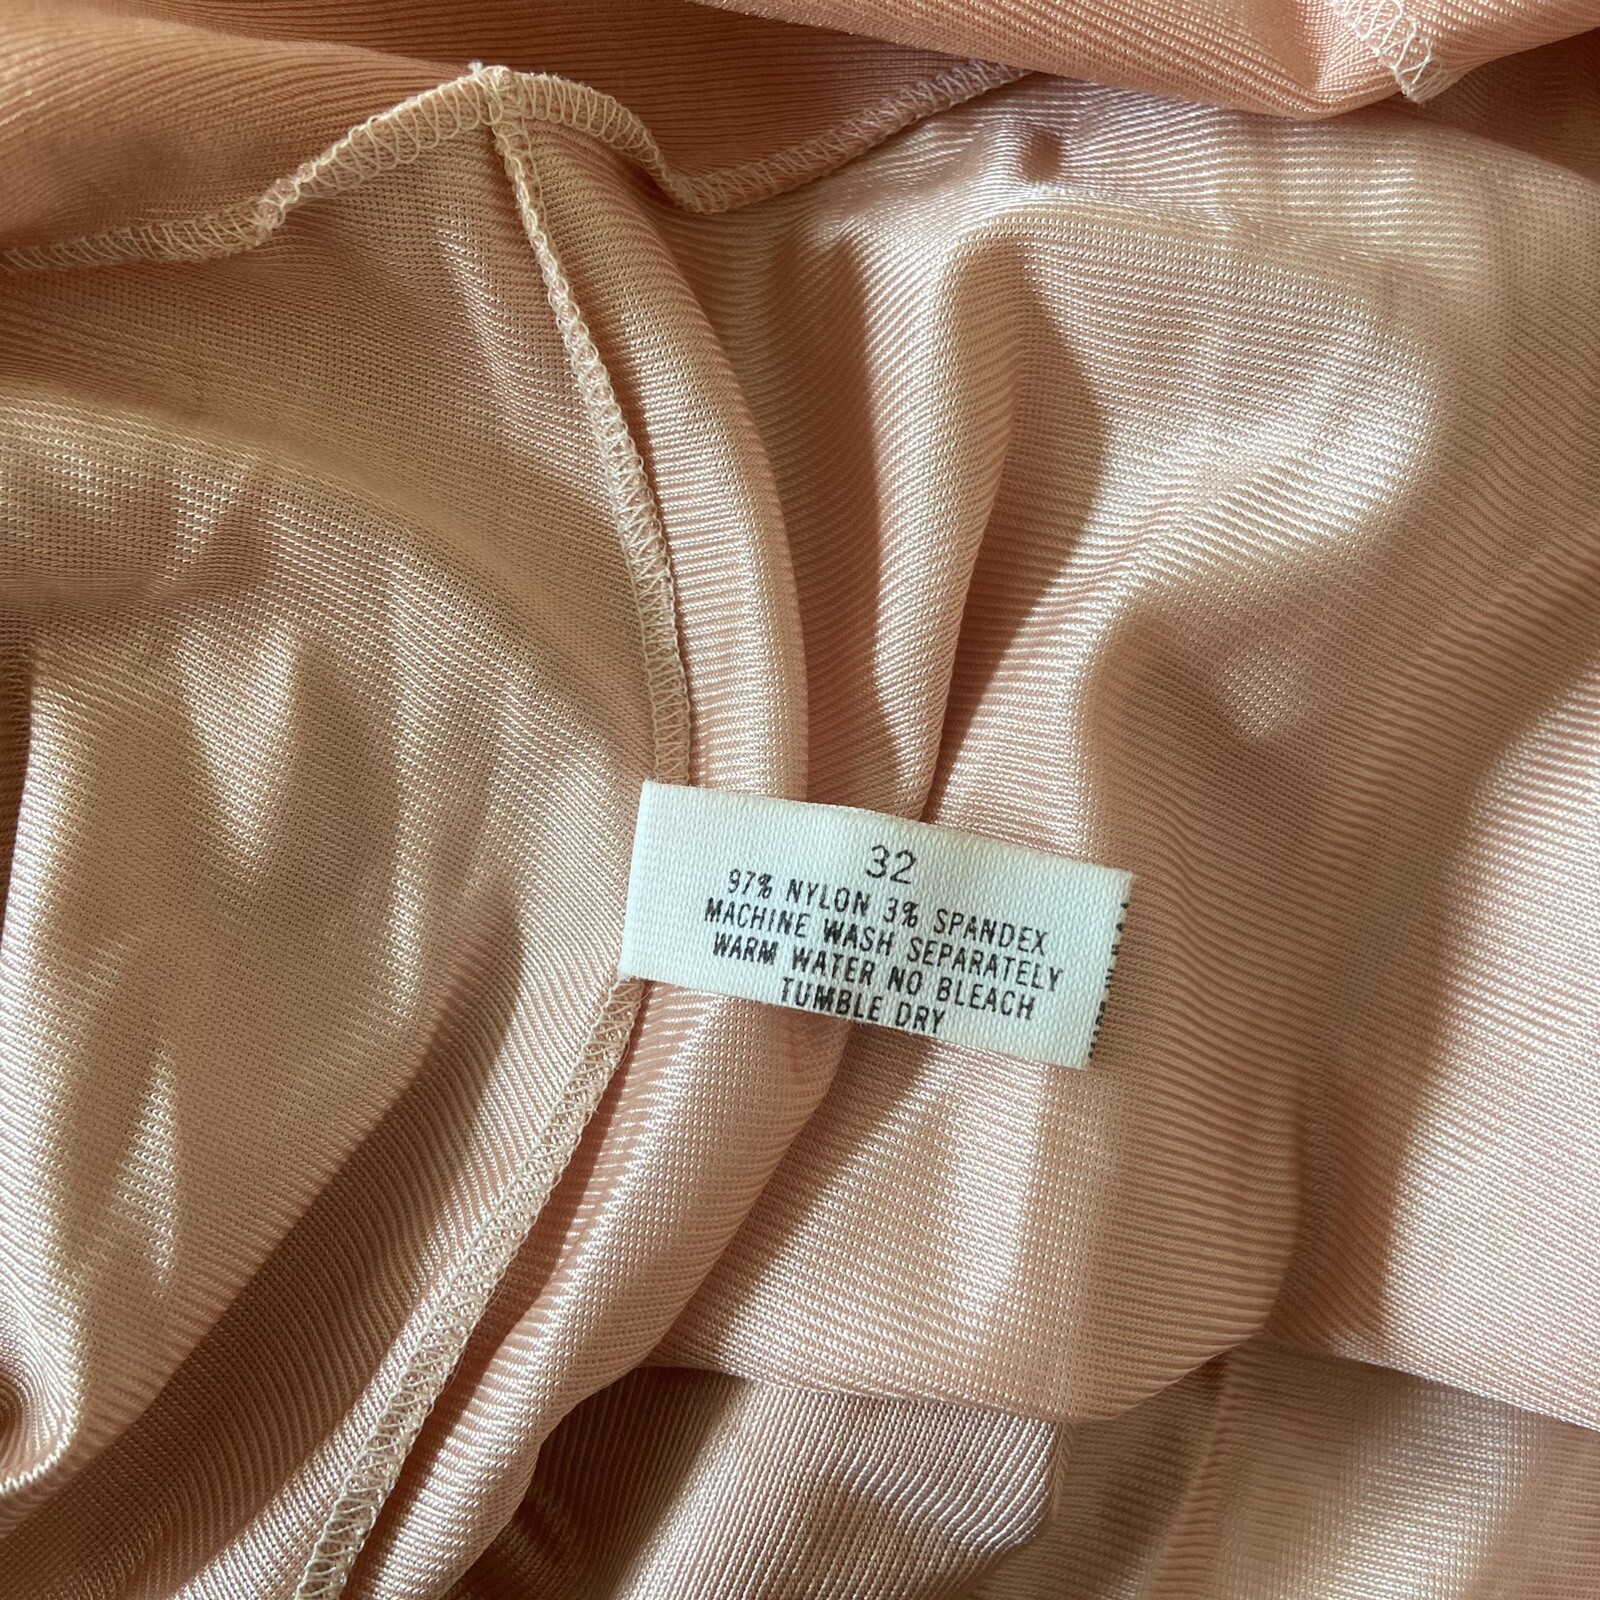 32
97% NYLON 3% SPANDEX
MACHINE WASH SEPARATELY
WARM WATER NO BLEACH
TUMBLE DRY